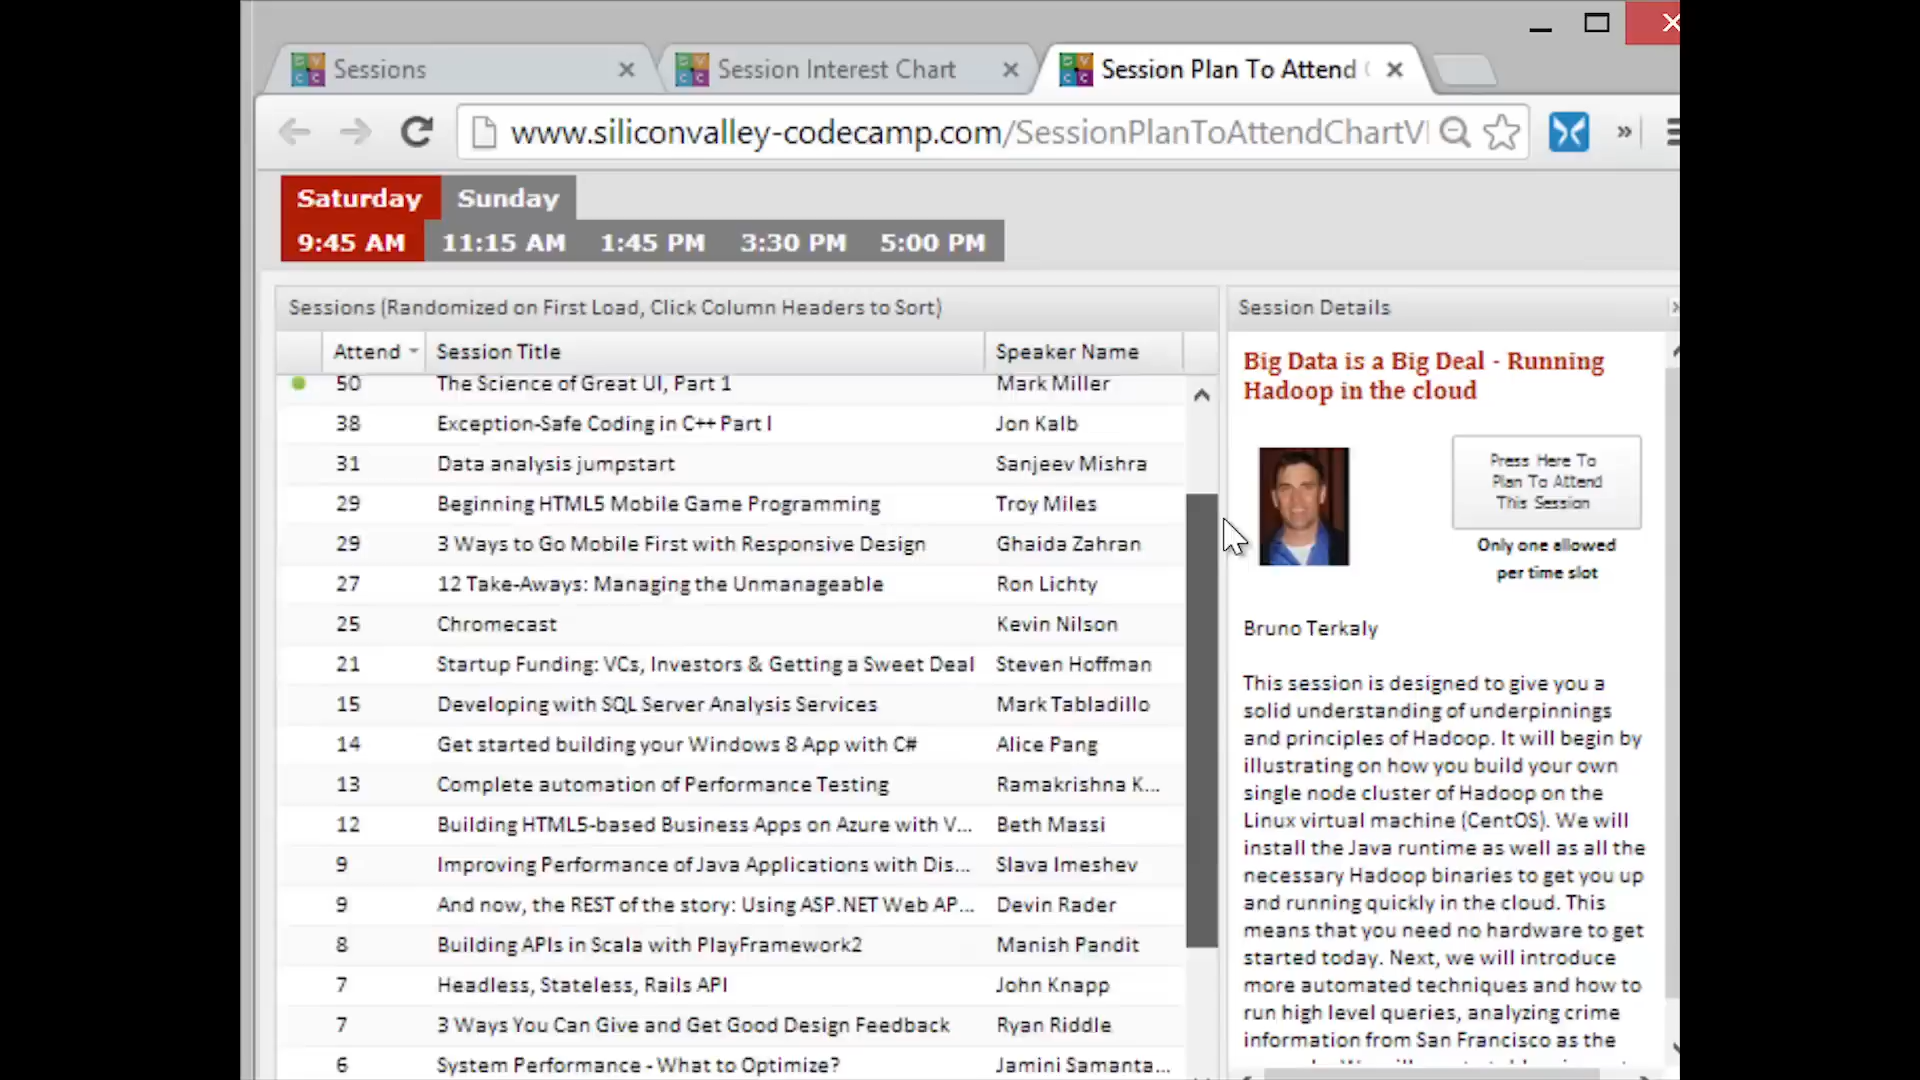 Sessions
Session Interest Chart
Session Plan To Attend
www.siliconvalley-codecamp.com/SessionPlanToAttendChartV
Saturday Sunday
9:45 AM 11:15 AM 1:45 PM 3:30 PM 5:00 PM
Sessions (Randomized on First Load, Click Column Headers to Sort)
Attend Session Title Speaker Name
50 The Science of Great UI, Part 1 Mark Miller
38 Exception-Safe Coding in C++ Part I Jon Kalb
31 Data analysis jumpstart Sanjeev Mishra
29 Beginning HTML5 Mobile Game Programming Troy Miles
29 3 Ways to Go Mobile First with Responsive Design Ghaida Zahran
27 12 Take-Aways: Managing the Unmanageable Ron Lichty
25 Chromecast Kevin Nilson
21 Startup Funding: VCs, Investors & Getting a Sweet Deal Steven Hoffman
15 Developing with SQL Server Analysis Services Mark Tabladillo
14 Get started building your Windows 8 App with C# Alice Pang
13 Complete automation of Performance Testing Ramakrishna K...
12 Building HTML5-based Business Apps on Azure with V... Beth Massi
9 Improving Performance of Java Applications with Dis... Slava Imeshev
9 And now, the REST of the story: Using ASP.NET Web AP... Devin Rader
8 Building APIs in Scala with PlayFramework2 Manish Pandit
7 Headless, Stateless, Rails API John Knapp
7 3 Ways You Can Give and Get Good Design Feedback Ryan Riddle
6 System Performance - What to Optimize? Jamini Samanta...
Session Details
Big Data is a Big Deal - Running
Hadoop in the cloud
Press Here To
Plan To Attend
This Session
Only one allowed
per time slot
Bruno Terkaly
This session is designed to give you a
solid understanding of underpinnings
and principles of Hadoop. It will begin by
illustrating on how you build your own
single node cluster of Hadoop on the
Linux virtual machine (CentOS). We will
install the Java runtime as well as all the
necessary Hadoop binaries to get you up
and running quickly in the cloud. This
means that you need no hardware to get
started today. Next, we will introduce
more automated techniques and how to
run high level queries, analyzing crime
information from San Francisco as the